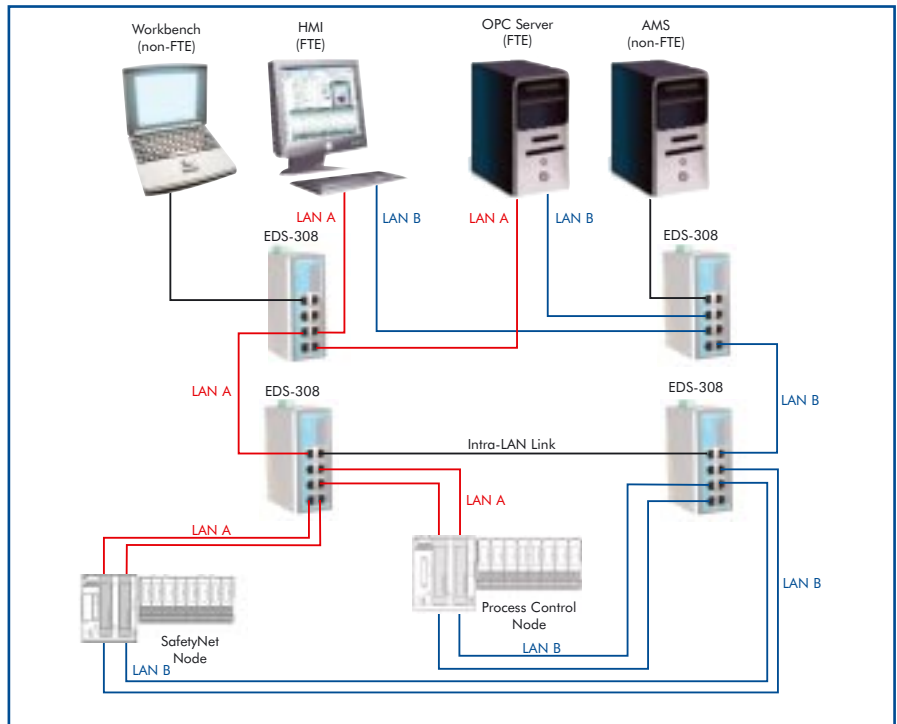 Workbench
(non-FTE)
HMI
(FTE)
OPC Server
(FTE)
AMS
(non-FTE)
LAN A
LAN B
LAN A
LAN B
EDS-308
EDS-308
LAN A
EDS-308
EDS-308
LAN B
Intra-LAN Link
LAN A
LAN A
LAN B
Process Control
Node
SafetyNet
Node
LAN B
LAN B